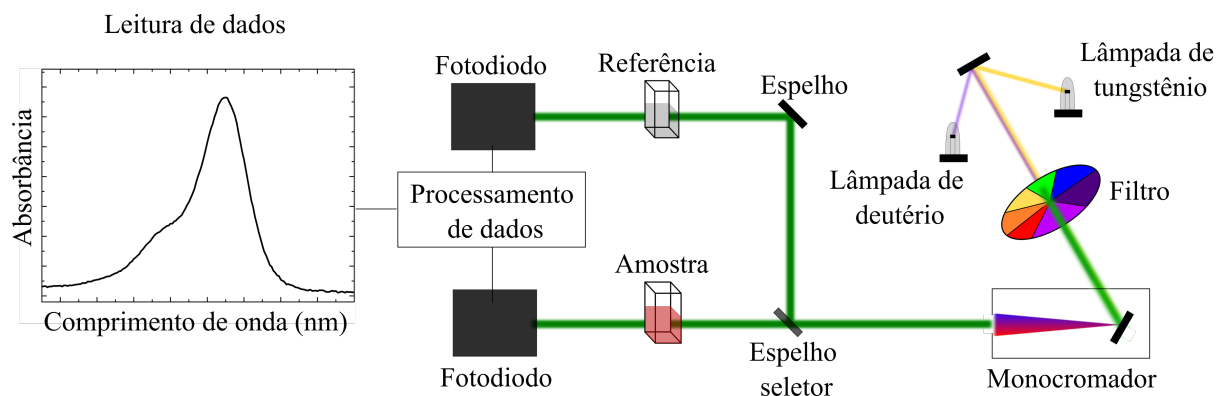 Leitura de dados
Absorbância
Comprimento de onda (nm)
Fotodiodo
Processamento
de dados
Fotodiodo
Referência
Amostra
Espelho
Espelho
seletor
Lâmpada de
tungstênio
Lâmpada de
deutério
Filtro
Monocromador